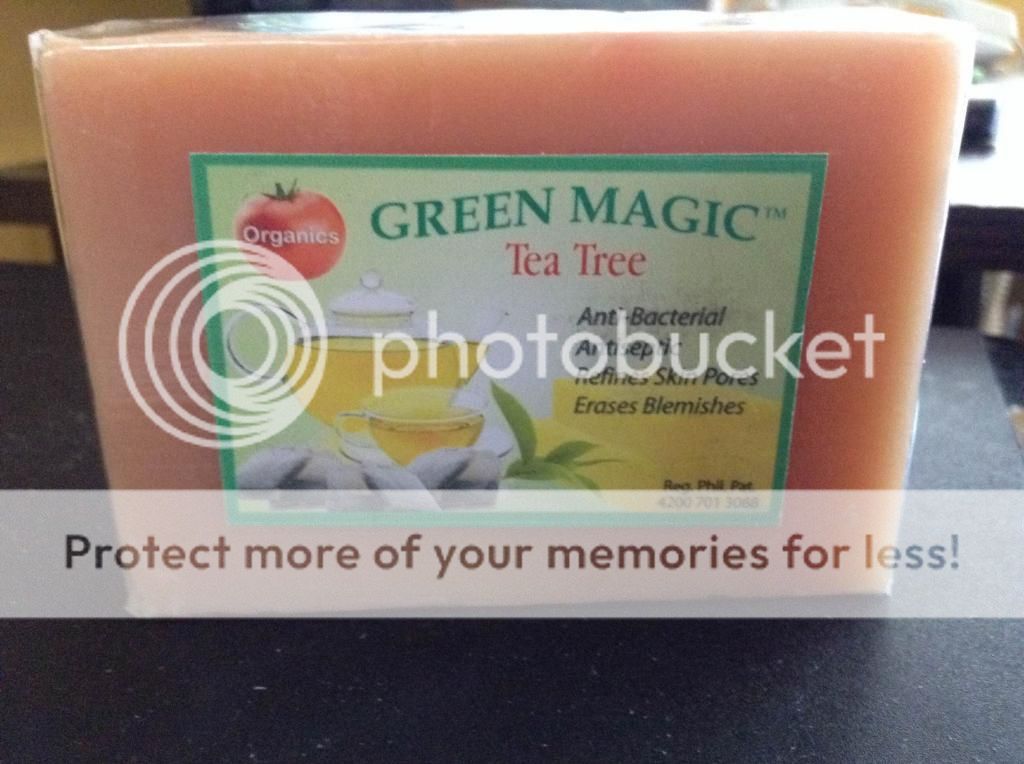 Organics
GREEN MAGIC™
Tea Tree
Anti-Bacterial
Antiseptic
Refines Skin Pores
Erases Blemishes
Reg. Phil. Pat.
4200 701 3068
photobucket
Protect more of your memories for less!